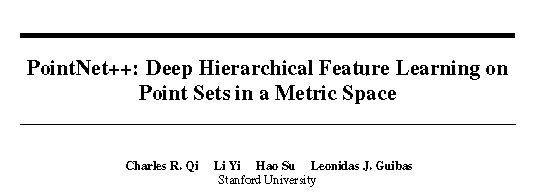 PointNet++: Deep Hierarchical Feature Learning on
Point Sets in a Metric Space
Charles R. Qi Li Yi Hao Su Leonidas J. Guibas
Stanford University